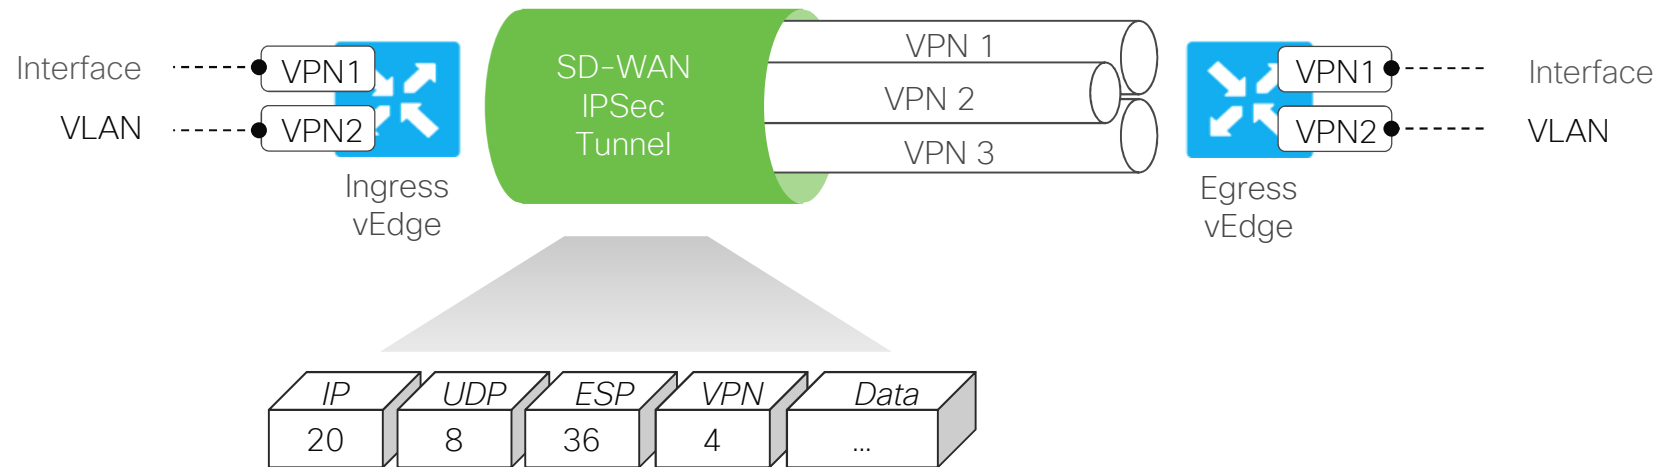 Interface
VPN1
VLAN
VPN2
Ingress
vEdge
SD-WAN
IPSec
Tunnel
VPN 1
VPN 2
VPN 3
VPN1
Interface
VPN2
VLAN
Egress
vEdge
IP
UDP
ESP
VPN
Data
20
8
36
4
...